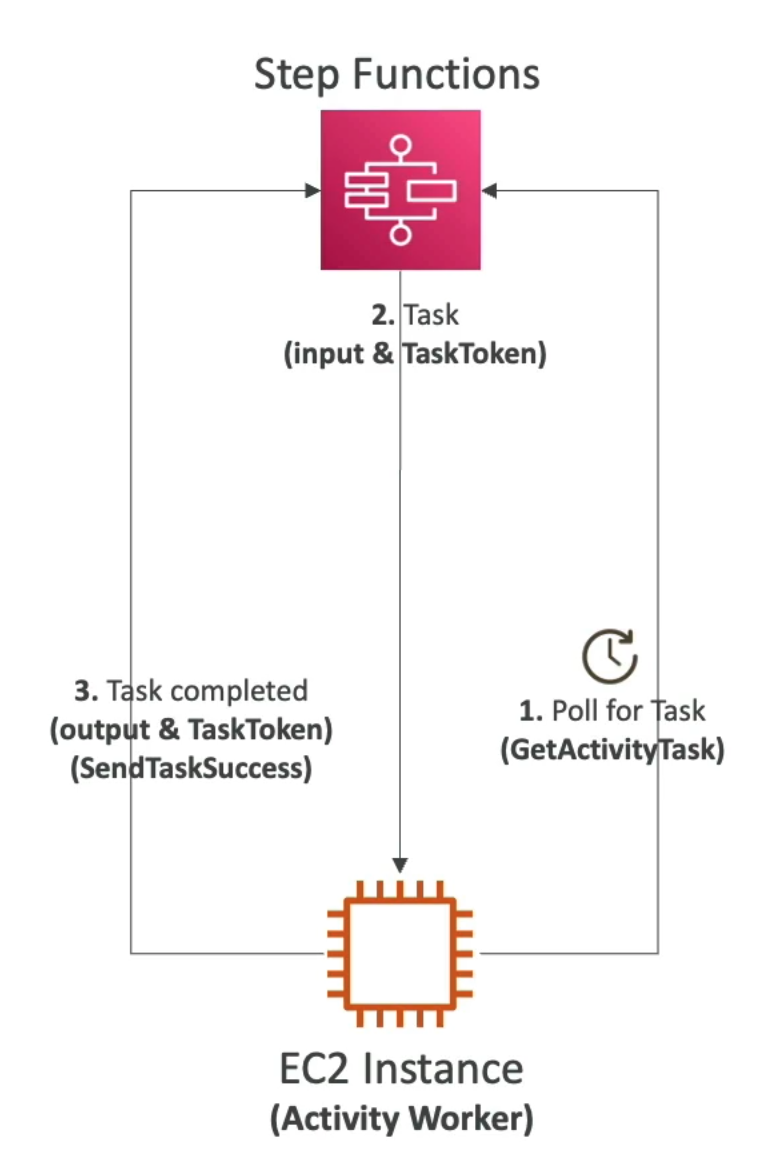 Step Functions
2. Task
(input & TaskToken)
3. Task completed
(output & TaskToken)
(SendTaskSuccess)
1. Poll for Task
(GetActivityTask)
EC2 Instance
(Activity Worker)